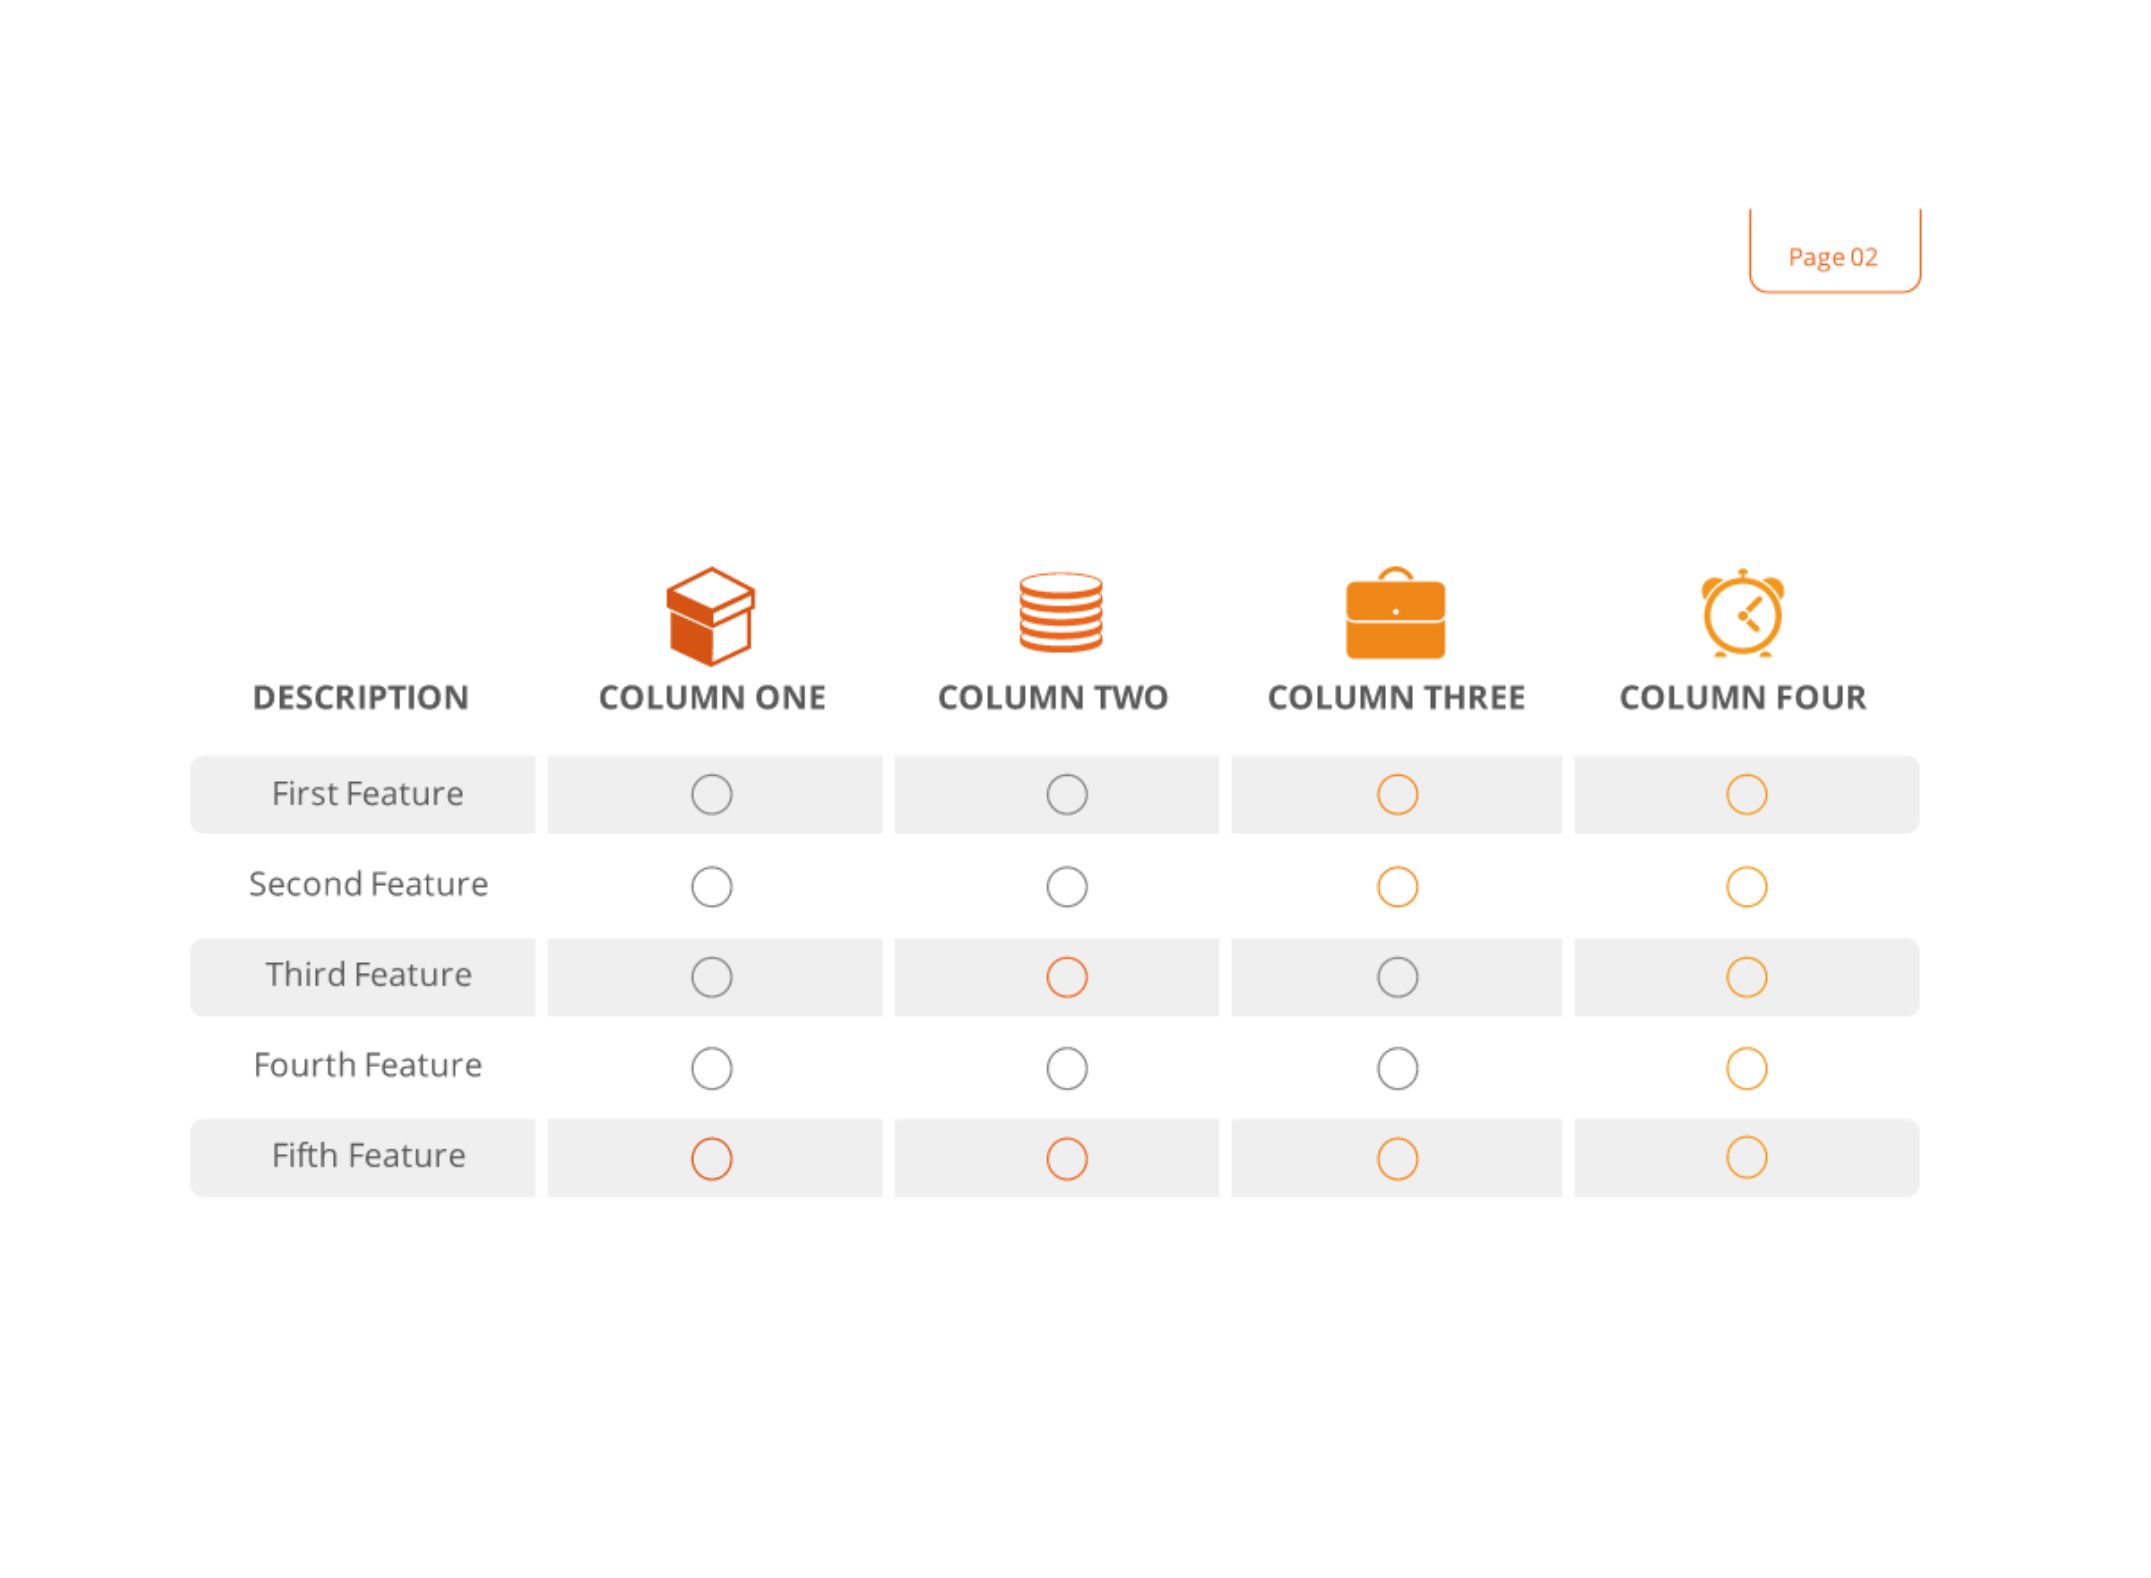 Page 02
DESCRIPTION COLUMN ONE COLUMN TWO COLUMN THREE COLUMN FOUR
First Feature
Second Feature
Third Feature
Fourth Feature
Fifth Feature